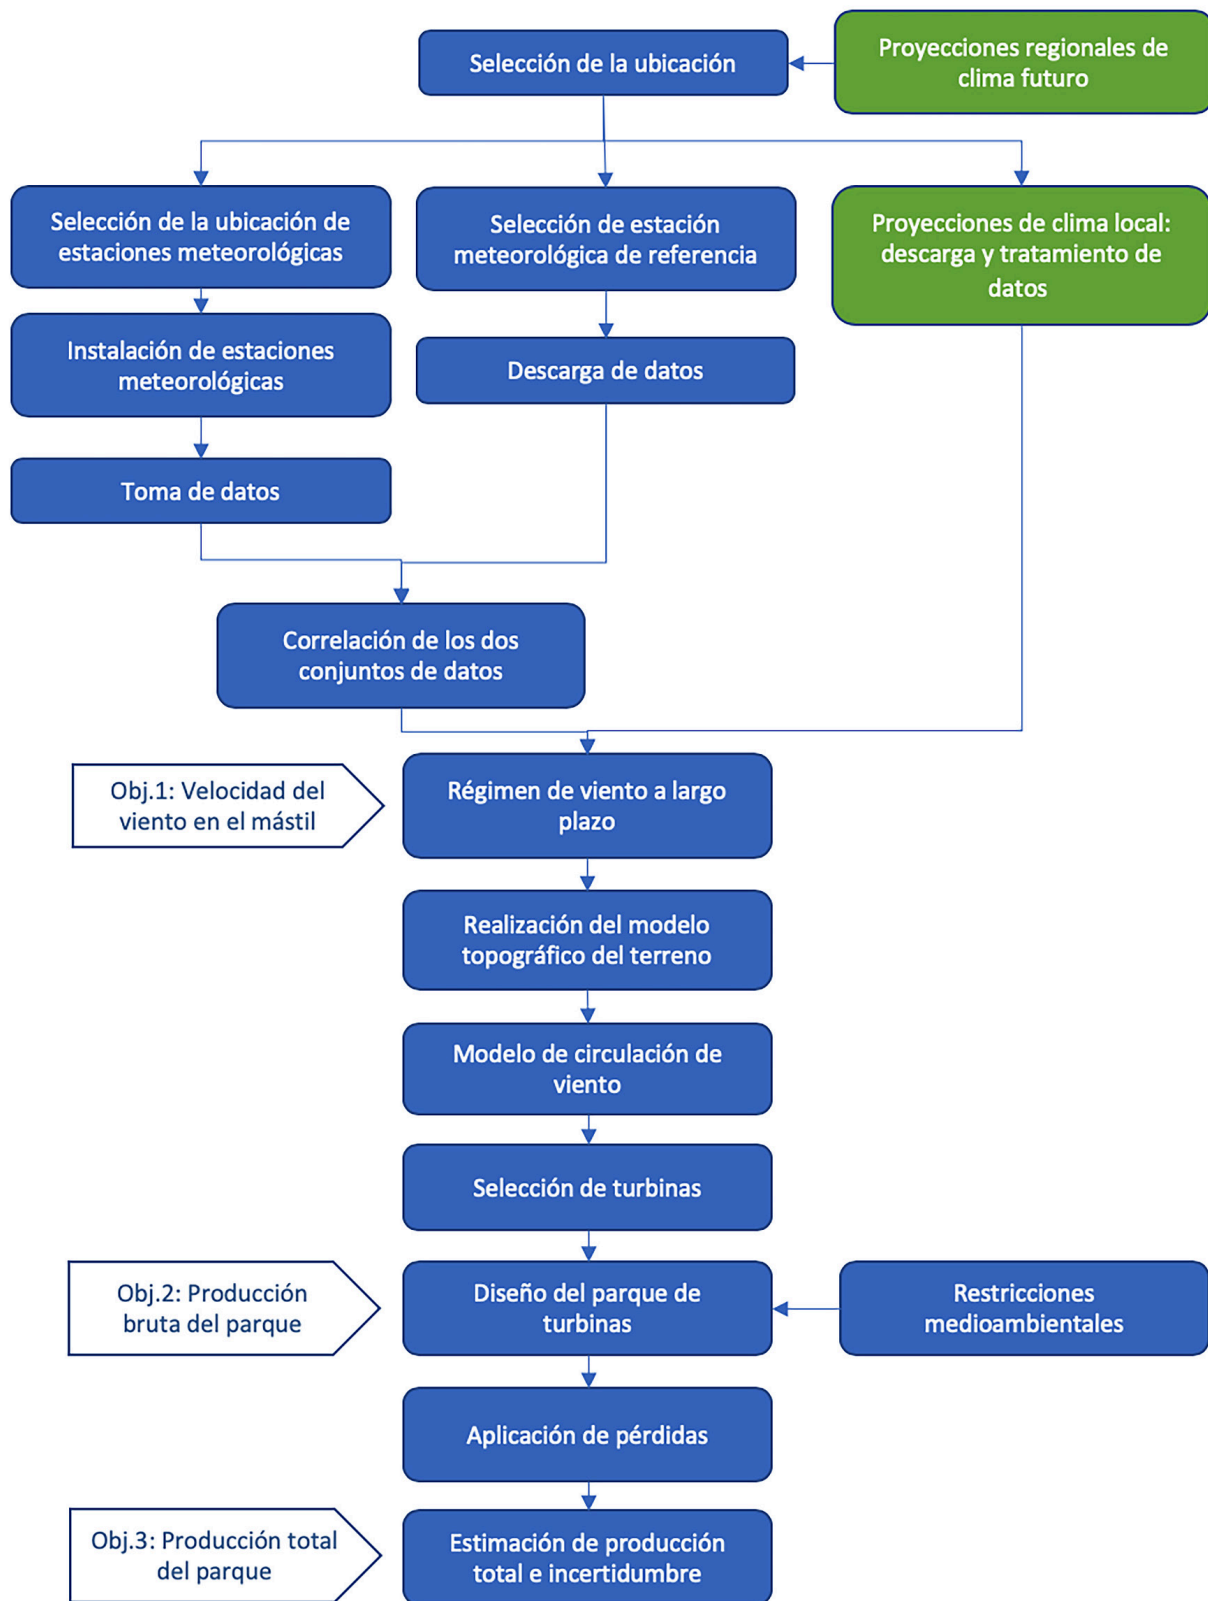 Selección de la ubicación
Proyecciones regionales de
clima futuro
Selección de la ubicación de
estaciones meteorológicas
Selección de estación
meteorológica de referencia
Proyecciones de clima local:
descarga y tratamiento de
datos
Instalación de estaciones
meteorológicas
Descarga de datos
Toma de datos
Correlación de los dos
conjuntos de datos
Obj.1: Velocidad del
viento en el mástil
Régimen de viento a largo
plazo
Realización del modelo
topográfico del terreno
Modelo de circulación de
viento
Selección de turbinas
Obj.2: Producción
bruta del parque
Diseño del parque de
turbinas
Restricciones
medioambientales
Aplicación de pérdidas
Obj.3: Producción total
del parque
Estimación de producción
total e incertidumbre